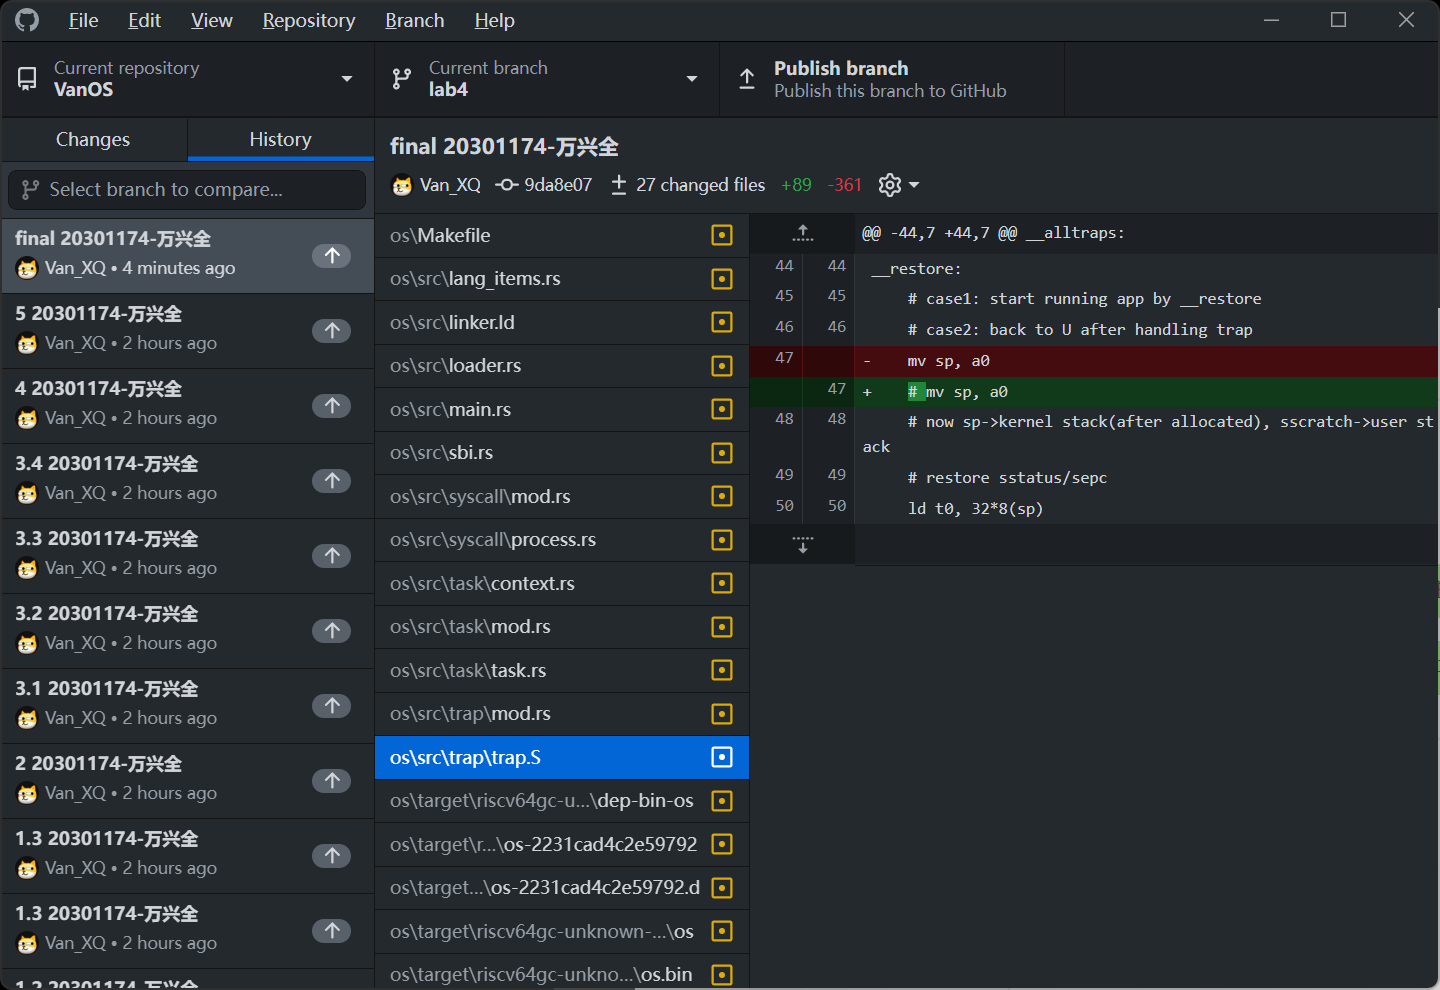 File Edit View Repository Branch Help
Current repository
VanOS
Current branch
lab4
Publish branch
Publish this branch to GitHub
Changes
History
Select branch to compare...
final 20301174-万兴全
Van_XQ • 4 minutes ago
5 20301174-万兴全
Van_XQ • 2 hours ago
4 20301174-万兴全
Van_XQ • 2 hours ago
3.4 20301174-万兴全
Van_XQ • 2 hours ago
3.3 20301174-万兴全
Van_XQ • 2 hours ago
3.2 20301174-万兴全
Van_XQ • 2 hours ago
3.1 20301174-万兴全
Van_XQ • 2 hours ago
2 20301174-万兴全
Van_XQ • 2 hours ago
1.3 20301174-万兴全
Van_XQ • 2 hours ago
1.3 20301174-万兴全
Van_XQ • 2 hours ago
1.2 20301174-万兴全
final 20301174-万兴全
Van_XQ 9da8e07 27 changed files +89 -361
os\Makefile
os\src\lang_items.rs
os\src\linker.ld
os\src\loader.rs
os\src\main.rs
os\src\sbi.rs
os\src\syscall\mod.rs
os\src\syscall\process.rs
os\src\task\context.rs
os\src\task\mod.rs
os\src\task\task.rs
os\src\trap\mod.rs
os\src\trap\trap.S
os\target\riscv64gc-u...\dep-bin-os
os\target\r...\os-2231cad4c2e59792
os\target...\os-2231cad4c2e59792.d
os\target\riscv64gc-unknown-...\os
os\target\riscv64gc-unkno...\os.bin
@@ -44,7 +44,7 @@ __alltraps:
44 44 __restore:
45 45 # case1: start running app by __restore
46 46 # case2: back to U after handling trap
47 - mv sp, a0
47 + # mv sp, a0
48 48 # now sp->kernel stack(after allocated), sscratch->user st
ack
49 49 # restore sstatus/sepc
50 50 ld t0, 32*8(sp)